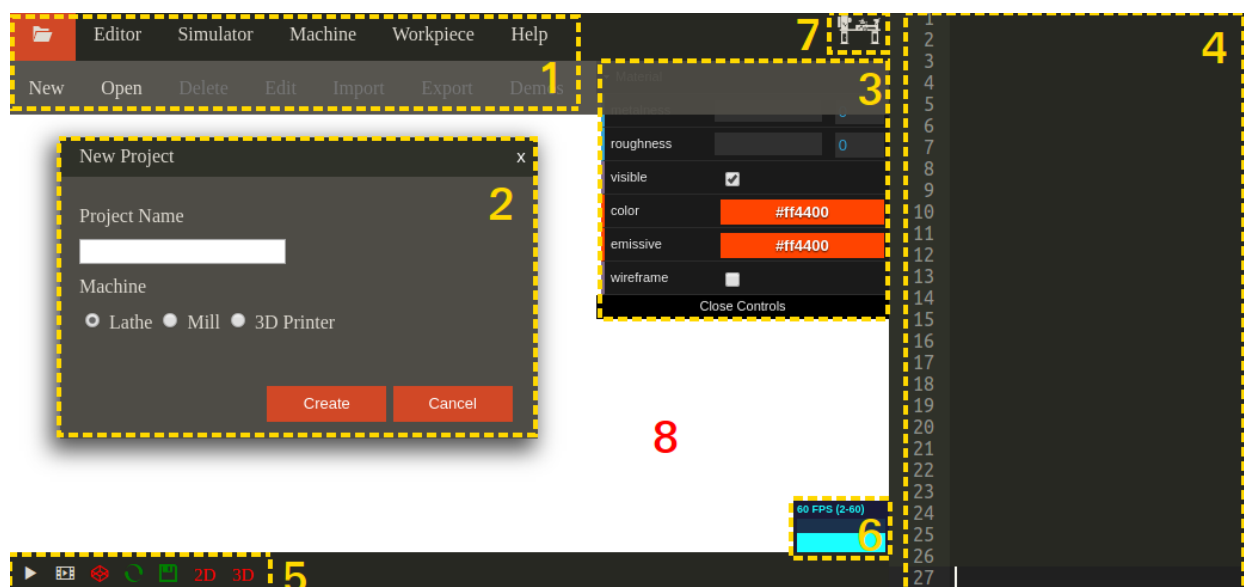 Editor Simulator Machine Workpiece Help
New Open Delete Edit Import Export Demos
1
7
3
4
Material
0
roughness 0
visible
color #ff4400
emissive #ff4400
wireframe
Close Controls
New Project x
2
Project Name
Machine
Lathe Mill 3D Printer
Create Cancel
8
60 FPS (2-60)
6
2D 3D
5
1
2
3
4
5
6
7
8
9
10
11
12
13
14
15
16
17
18
19
20
21
22
23
24
25
26
27